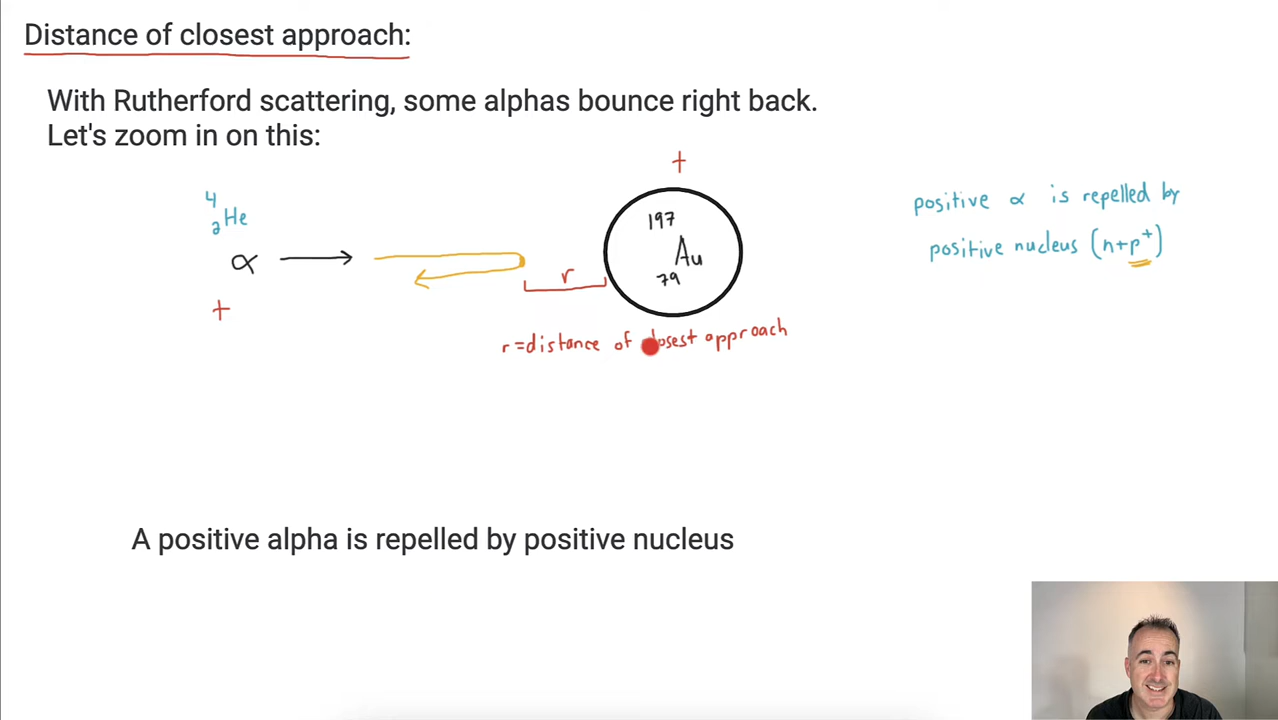 Distance of closest approach:
With Rutherford scattering, some alphas bounce right back.
Let's zoom in on this:
+
4
2He
α
+
r
197
Au
79
positive α is repelled by
positive nucleus (n+p⁺)
r=distance of closest approach
A positive alpha is repelled by positive nucleus